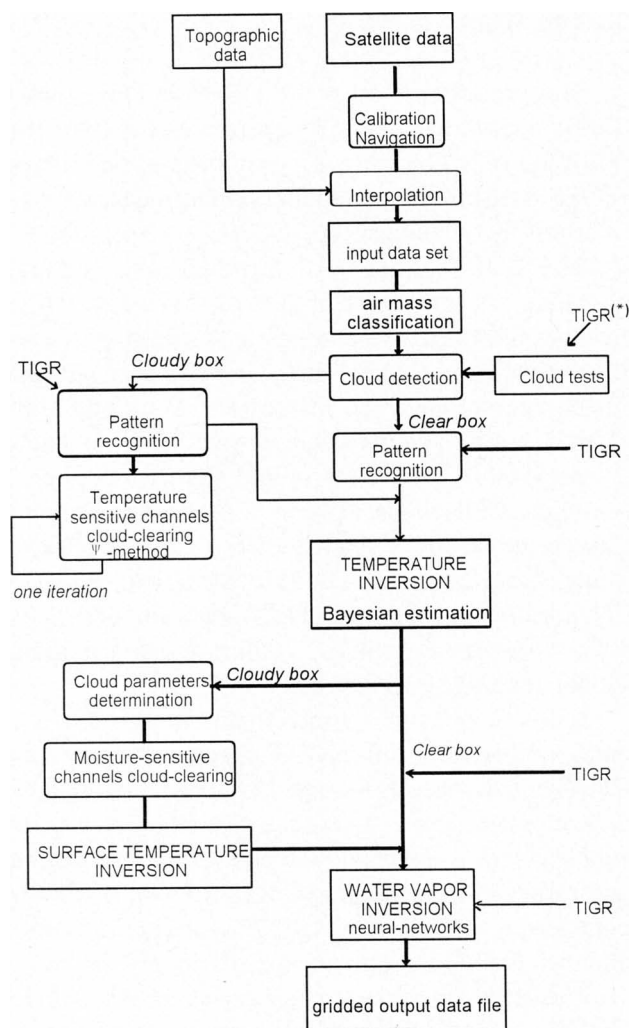 Topographic
data
Satellite data
Calibration
Navigation
Interpolation
input data set
air mass
classification
TIGR(*)
Cloudy box
TIGR
Cloud detection
Cloud tests
Clear box
Pattern
recognition
Pattern
recognition
TIGR
Temperature
sensitive channels
cloud-clearing
Ψ -method
one iteration
TEMPERATURE
INVERSION
Bayesian estimation
Cloudy box
Cloud parameters
determination
Clear box
Moisture-sensitive
channels cloud-clearing
TIGR
SURFACE TEMPERATURE
INVERSION
WATER VAPOR
INVERSION
neural-networks
TIGR
gridded output data file